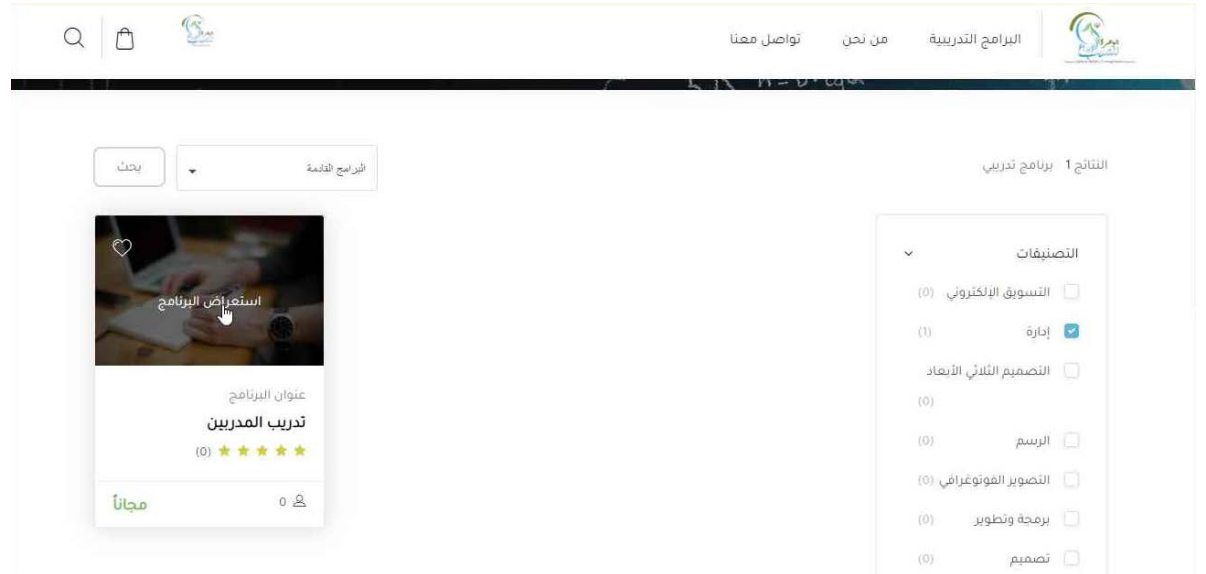 البرامج التدريبية
من نحن
تواصل معنا
النتائج 1 برنامج تدريبي
البرامج القادمة
بحث
التصنيفات
التسويق الإلكتروني (0)
إدارة (1)
التصميم الثلاثي الأبعاد
(0)
الرسم (0)
التصوير الفوتوغرافي (0)
برمجة وتطوير (0)
تصميم (0)
استعراض البرنامج
عنوان البرنامج
تدريب المدربين
(0)
0
مجاناً